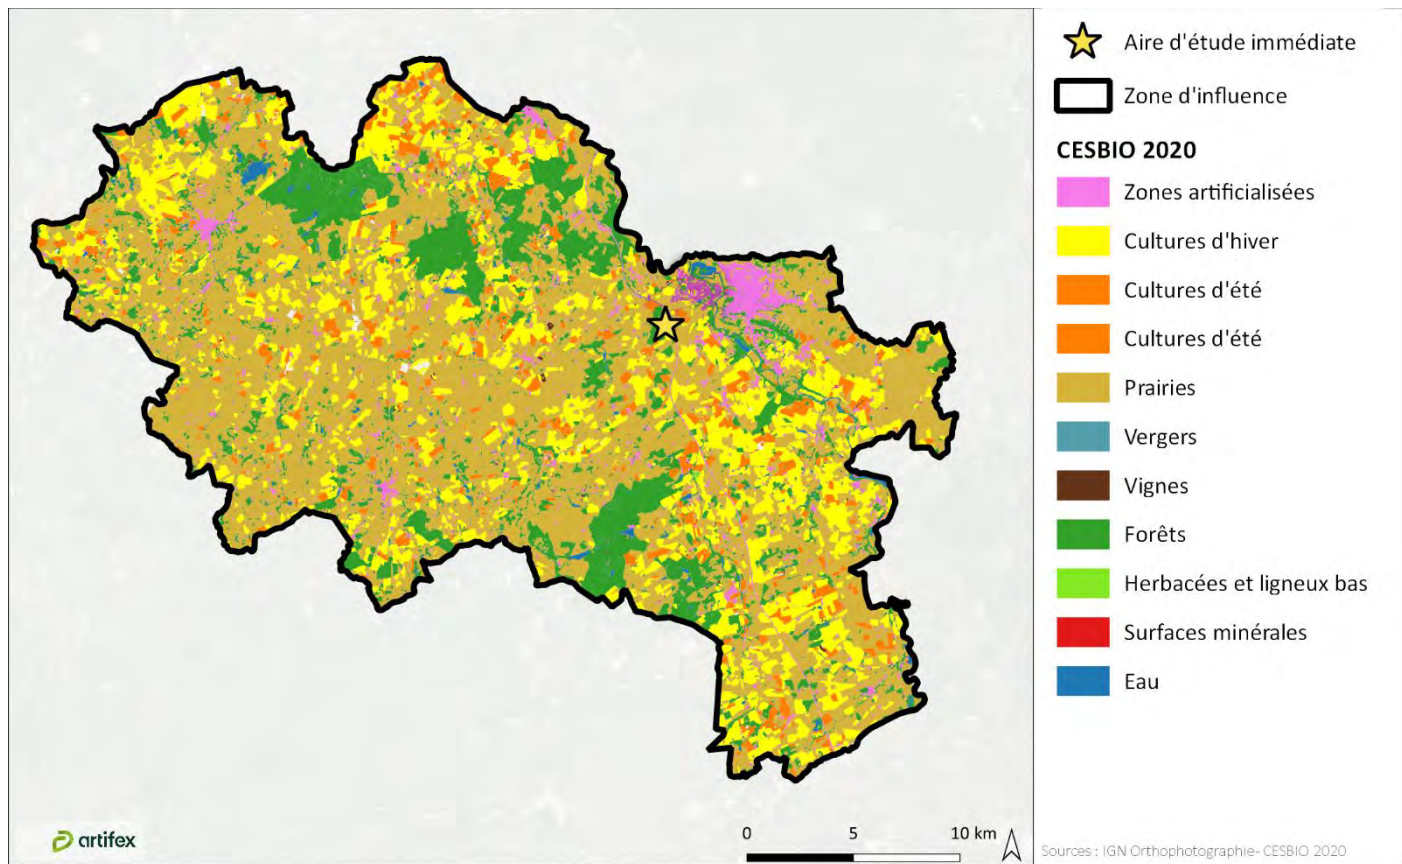 Aire d'étude immédiate
Zone d'influence
CESBIO 2020
Zones artificialisées
Cultures d'hiver
Cultures d'été
Cultures d'été
Prairies
Vergers
Vignes
Forêts
Herbacées et ligneux bas
Surfaces minérales
Eau
artifex
0 5 10 km
Sources : IGN Orthophotographie- CESBIO 2020